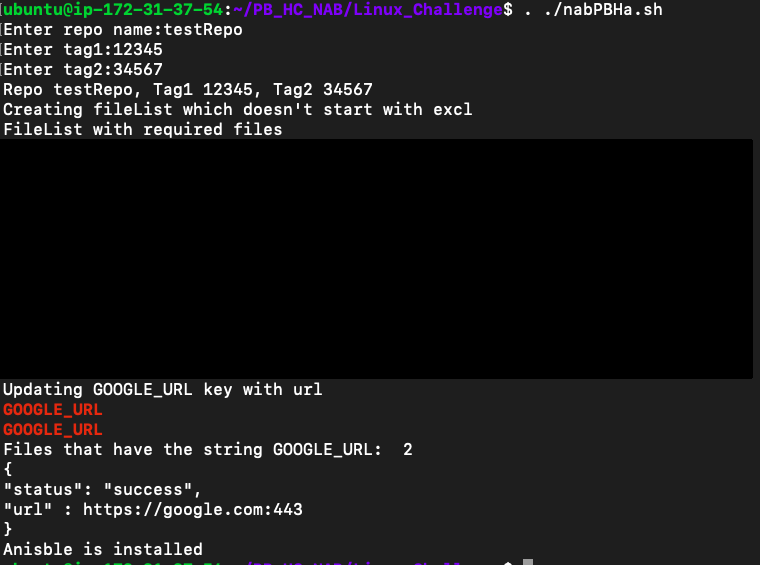 ubuntu@ip-172-31-37-54:~/PB_HC_NAB/Linux_Challenge$ . ./nabPBHa.sh
Enter repo name:testRepo
Enter tag1:12345
Enter tag2:34567
Repo testRepo, Tag1 12345, Tag2 34567
Creating fileList which doesn't start with excl
FileList with required files
Updating GOOGLE_URL key with url
GOOGLE_URL
GOOGLE_URL
Files that have the string GOOGLE_URL:  2
{
"status": "success",
"url" : https://google.com:443
}
Anisble is installed